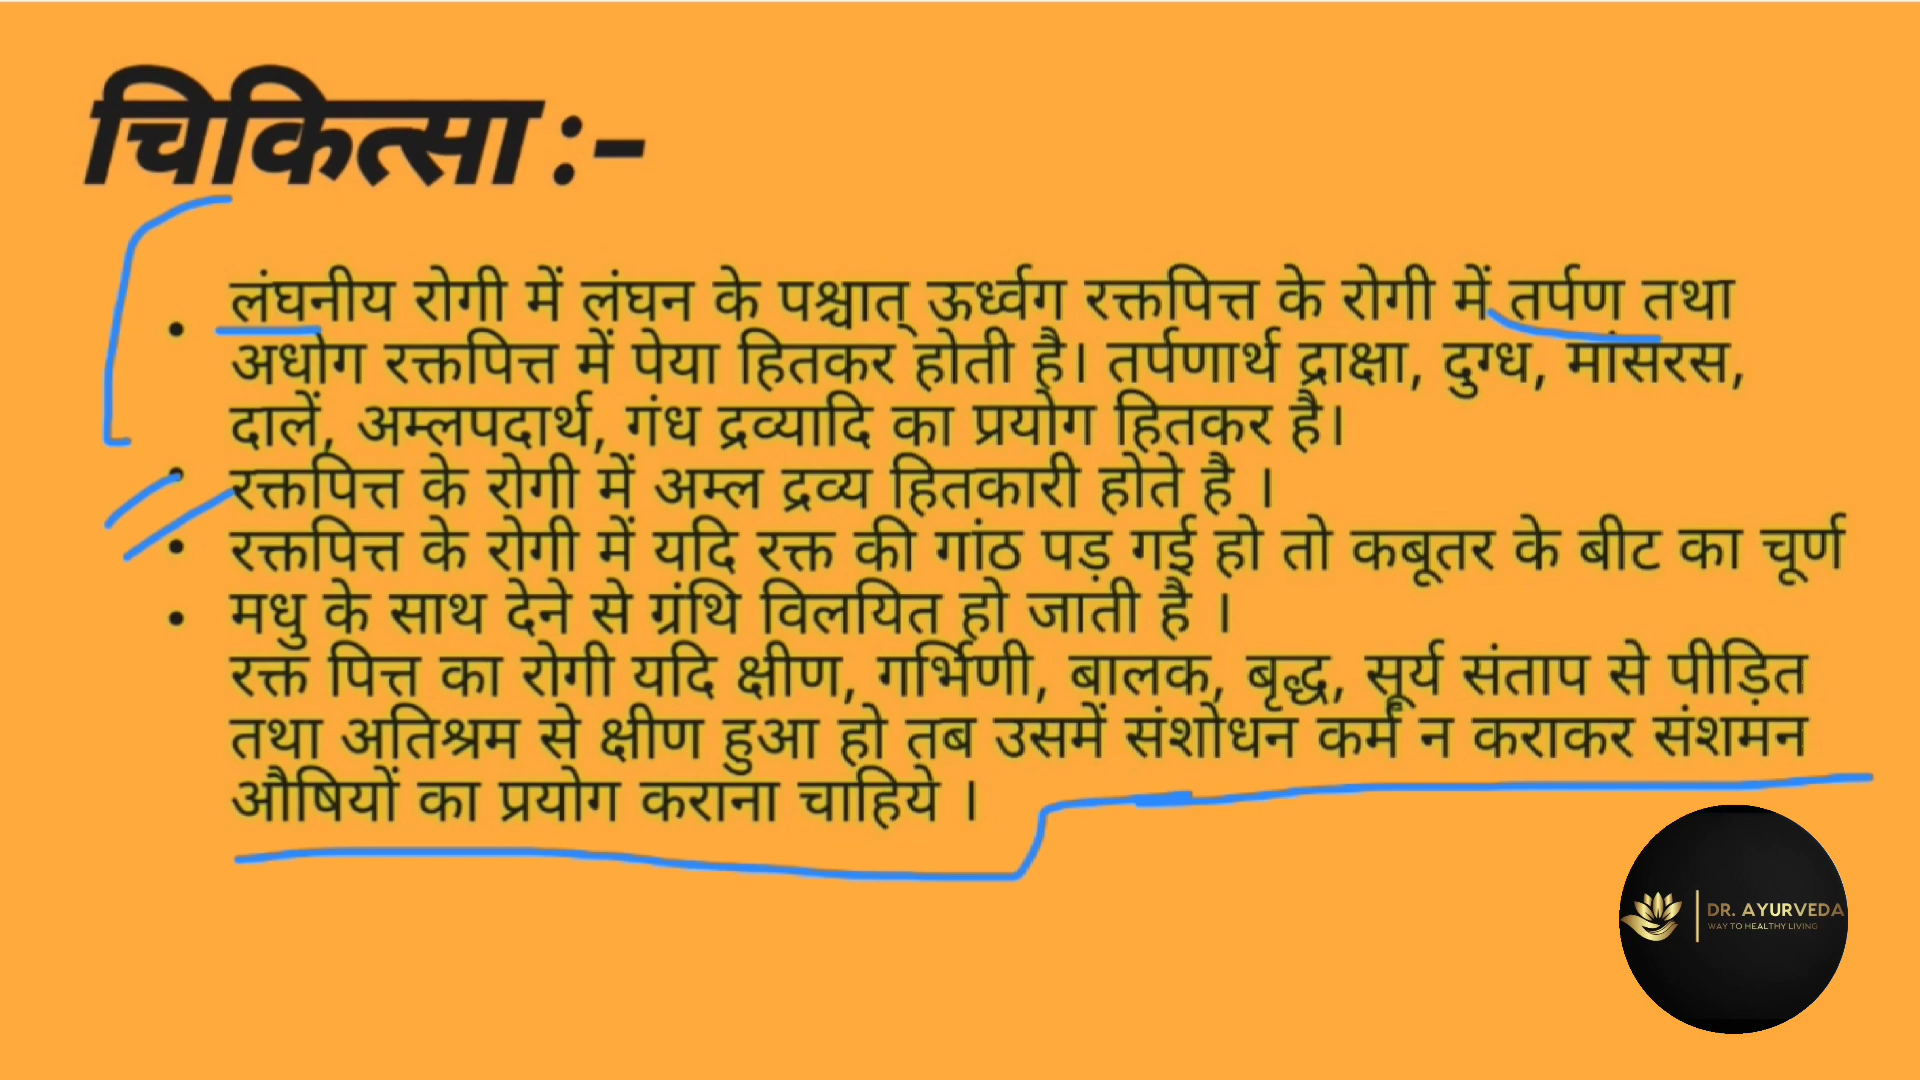 चिकित्सा :-
• लंघनीय रोगी में लंघन के पश्चात् ऊर्ध्वग रक्तपित्त के रोगी में तर्पण तथा
अधोग रक्तपित्त में पेया हितकर होती है। तर्पणार्थ द्राक्षा, दुग्ध, मांसरस,
दालें, अम्लपदार्थ, गंध द्रव्यादि का प्रयोग हितकर है।
• रक्तपित्त के रोगी में अम्ल द्रव्य हितकारी होते है ।
• रक्तपित्त के रोगी में यदि रक्त की गांठ पड़ गई हो तो कबूतर के बीट का चूर्ण
• मधु के साथ देने से ग्रंथि विलयित हो जाती है ।
रक्त पित्त का रोगी यदि क्षीण, गर्भिणी, बालक, बृद्ध, सूर्य संताप से पीड़ित
तथा अतिश्रम से क्षीण हुआ हो तब उसमें संशोधन कर्म न कराकर संशमन
औषियों का प्रयोग कराना चाहिये ।
DR. AYURVEDA
WAY TO HEALTHY LIVING